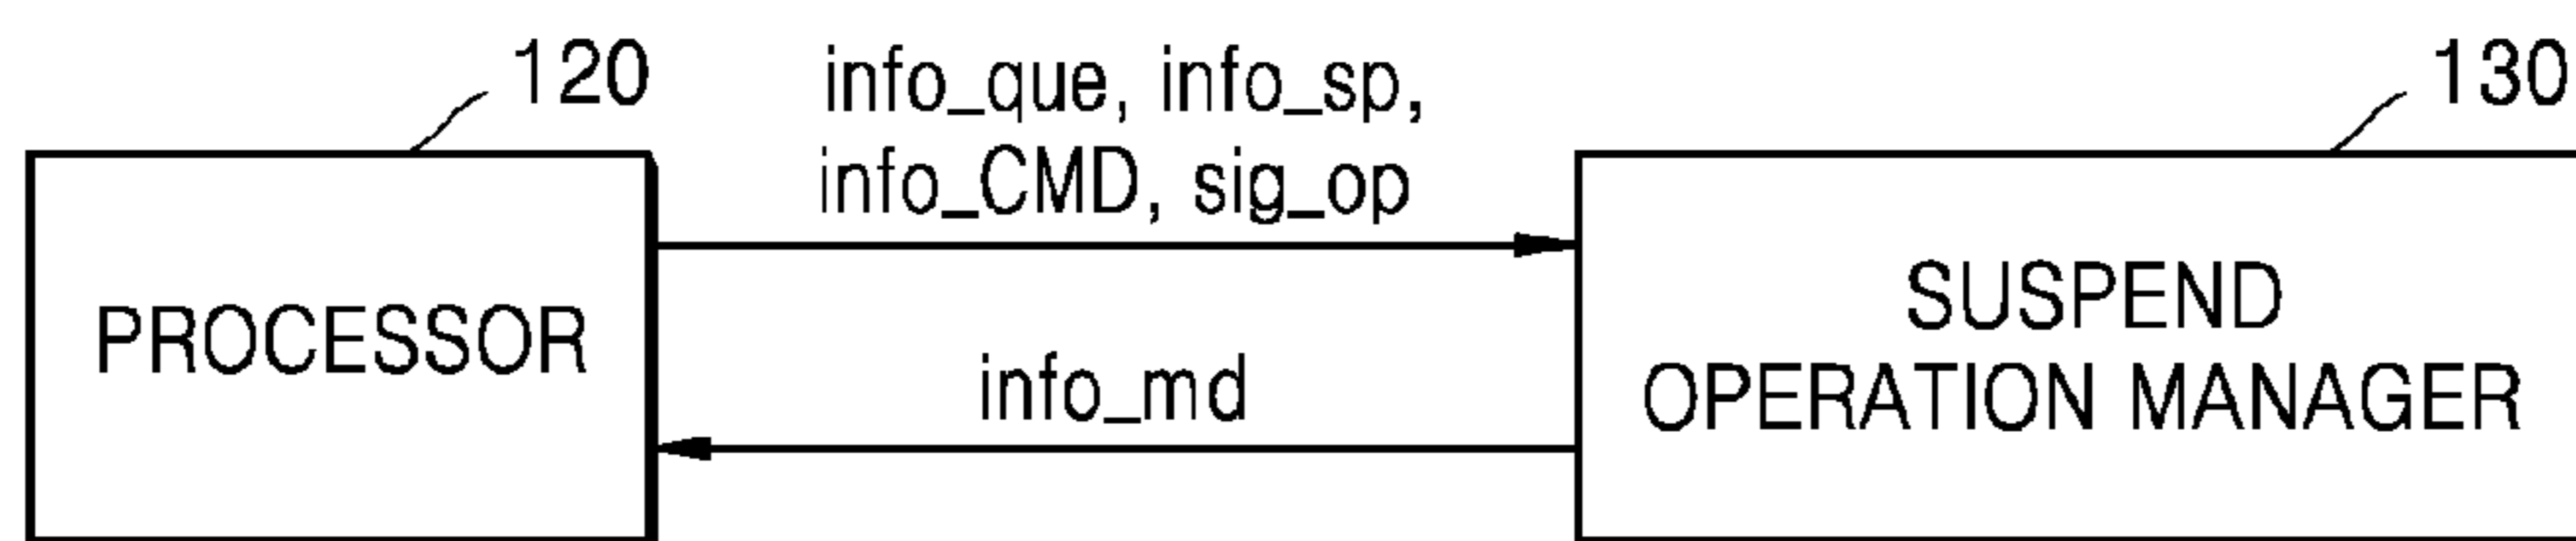 120
info_que, info_sp,
info_CMD, sig_op
130
PROCESSOR
info_md
SUSPEND
OPERATION MANAGER